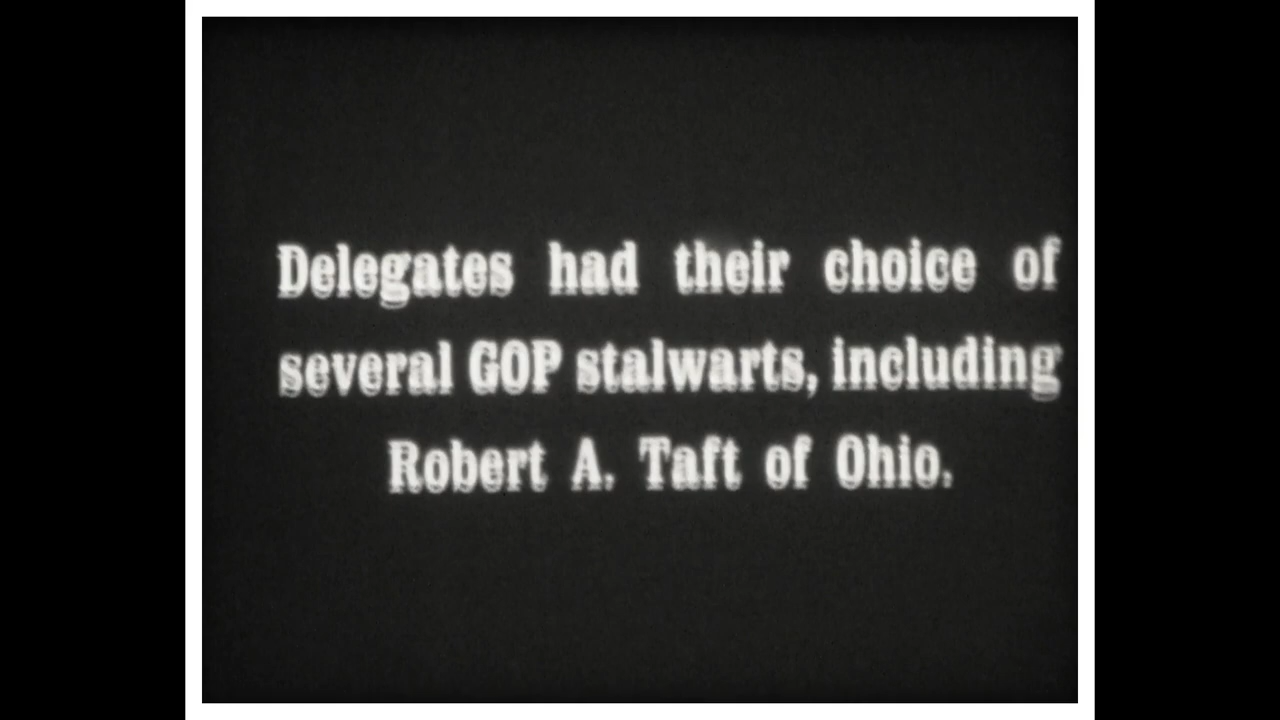 Delegates had their choice of
several GOP stalwarts, including
Robert A. Taft of Ohio.